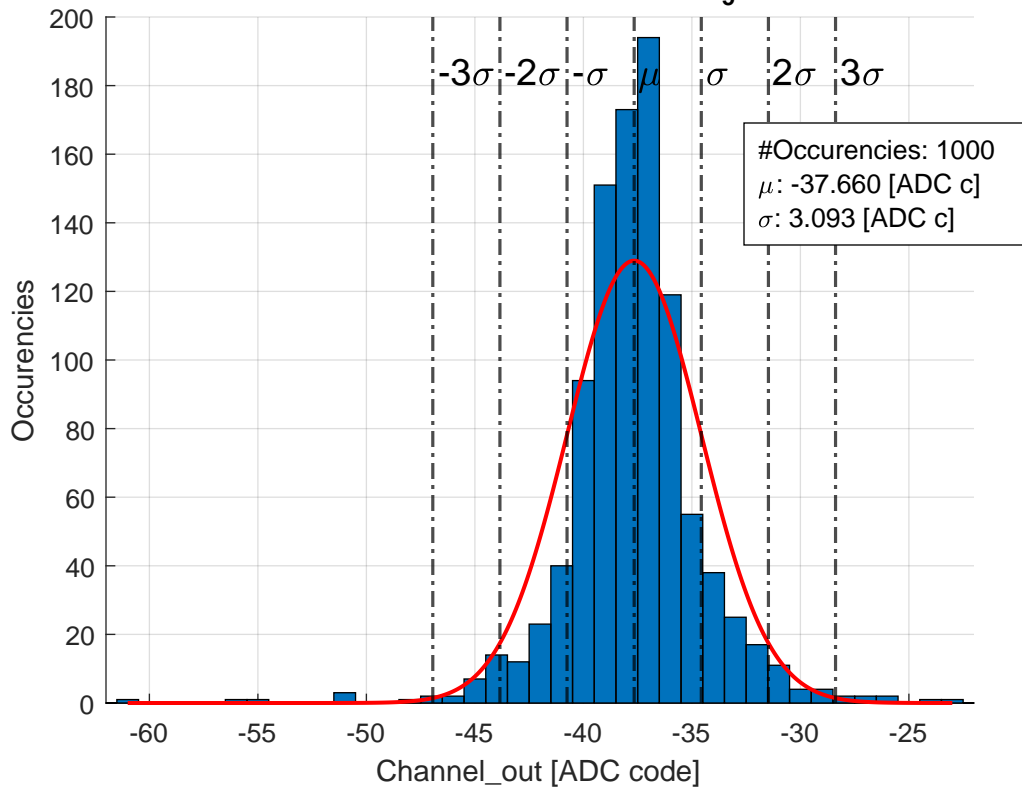 200
180
160
140
120
100
80
60
40
20
0
Occurencies
-3σ -2σ -σ μ σ 2σ 3σ
#Occurencies: 1000
μ: -37.660 [ADC c]
σ: 3.093 [ADC c]
-60 -55 -50 -45 -40 -35 -30 -25
Channel_out [ADC code]